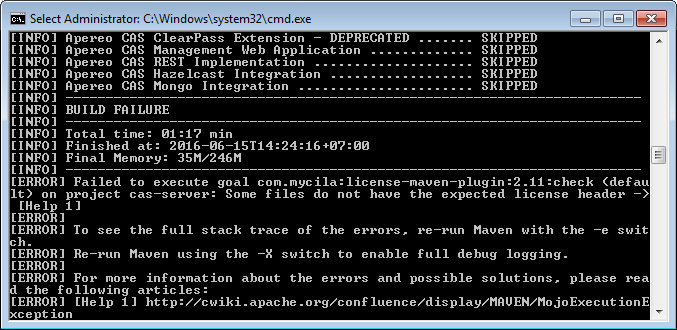 Select Administrator: C:\Windows\system32\cmd.exe
[INFO] Apereo CAS ClearPass Extension - DEPRECATED ....... SKIPPED
[INFO] Apereo CAS Management Web Application ............. SKIPPED
[INFO] Apereo CAS REST Implementation .................... SKIPPED
[INFO] Apereo CAS Hazelcast Integration .................. SKIPPED
[INFO] Apereo CAS Mongo Integration ...................... SKIPPED
[INFO] ------------------------------------------------------------------------
[INFO] BUILD FAILURE
[INFO] ------------------------------------------------------------------------
[INFO] Total time: 01:17 min
[INFO] Finished at: 2016-06-15T14:24:16+07:00
[INFO] Final Memory: 35M/246M
[INFO] ------------------------------------------------------------------------
[ERROR] Failed to execute goal com.mycila:license-maven-plugin:2.11:check (defau
lt) on project cas-server: Some files do not have the expected license header ->
 [Help 1]
[ERROR]
[ERROR] To see the full stack trace of the errors, re-run Maven with the -e swit
ch.
[ERROR] Re-run Maven using the -X switch to enable full debug logging.
[ERROR]
[ERROR] For more information about the errors and possible solutions, please rea
d the following articles:
[ERROR] [Help 1] http://cwiki.apache.org/confluence/display/MAVEN/MojoExecutionE
xception